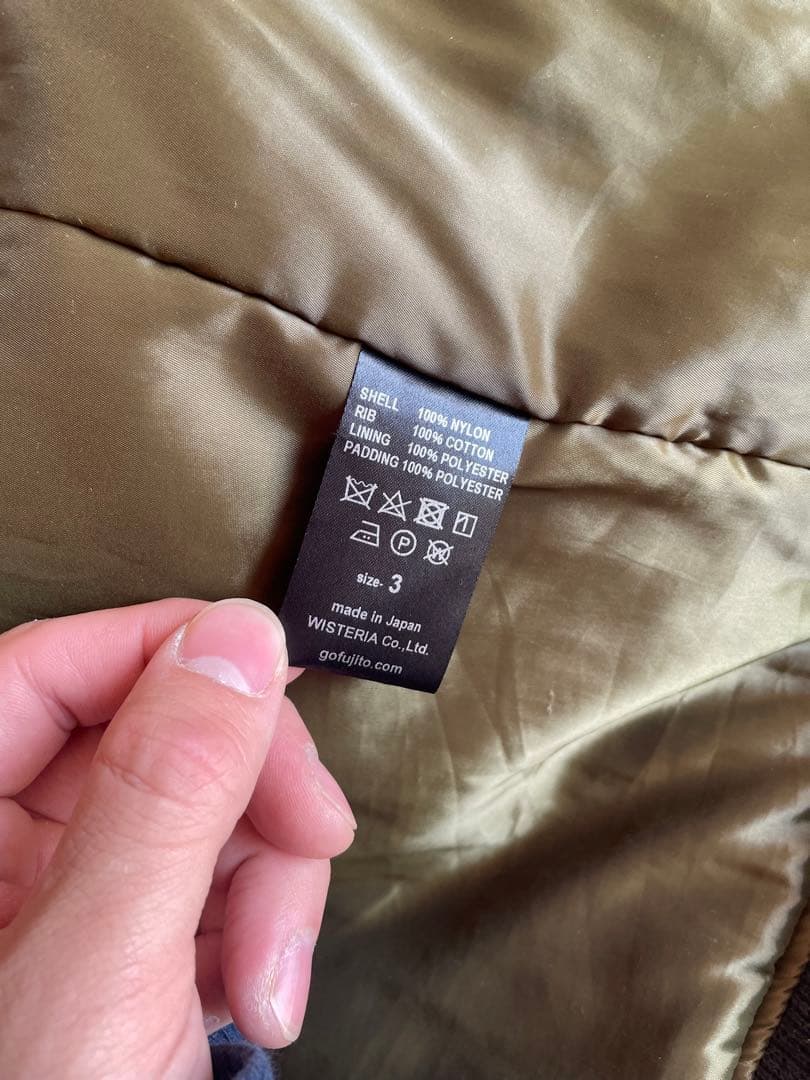 SHELL 100% NYLON
RIB 100% COTTON
LINING 100% POLYESTER
PADDING 100% POLYESTER
size- 3
made in Japan
WISTERIA Co.,Ltd.
gofujito.com